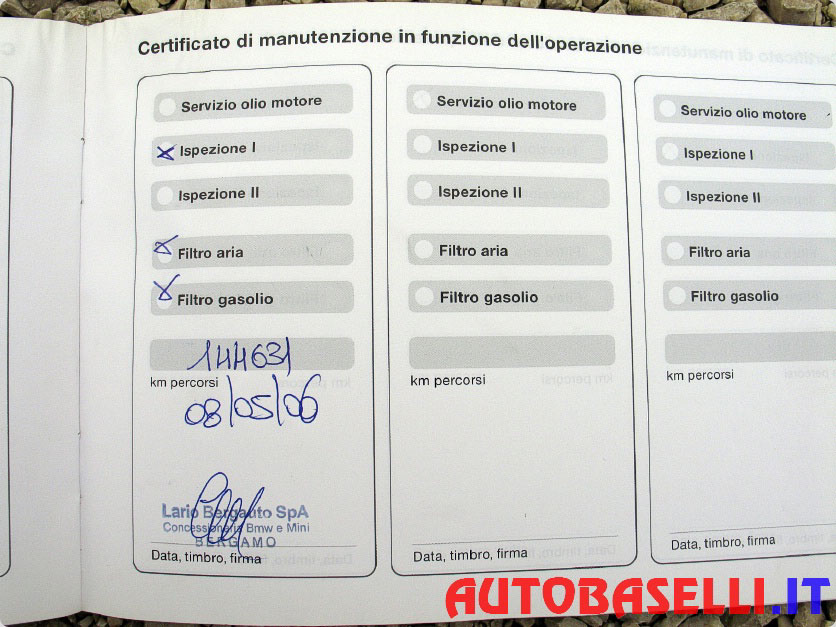 Certificato di manutenzione in funzione dell'operazione
Servizio olio motore
Ispezione I
Ispezione II
Filtro aria
Filtro gasolio
144631
km percorsi
08/05/06
Lario Bergauto SpA
Concessionaria Bmw e Mini
BERGAMO
Data, timbro, firma
Servizio olio motore
Ispezione I
Ispezione II
Filtro aria
Filtro gasolio
km percorsi
Data, timbro, firma
Servizio olio motore
Ispezione I
Ispezione II
Filtro aria
Filtro gasolio
km percorsi
Data, timbro, firma
AUTOBASELLI.IT